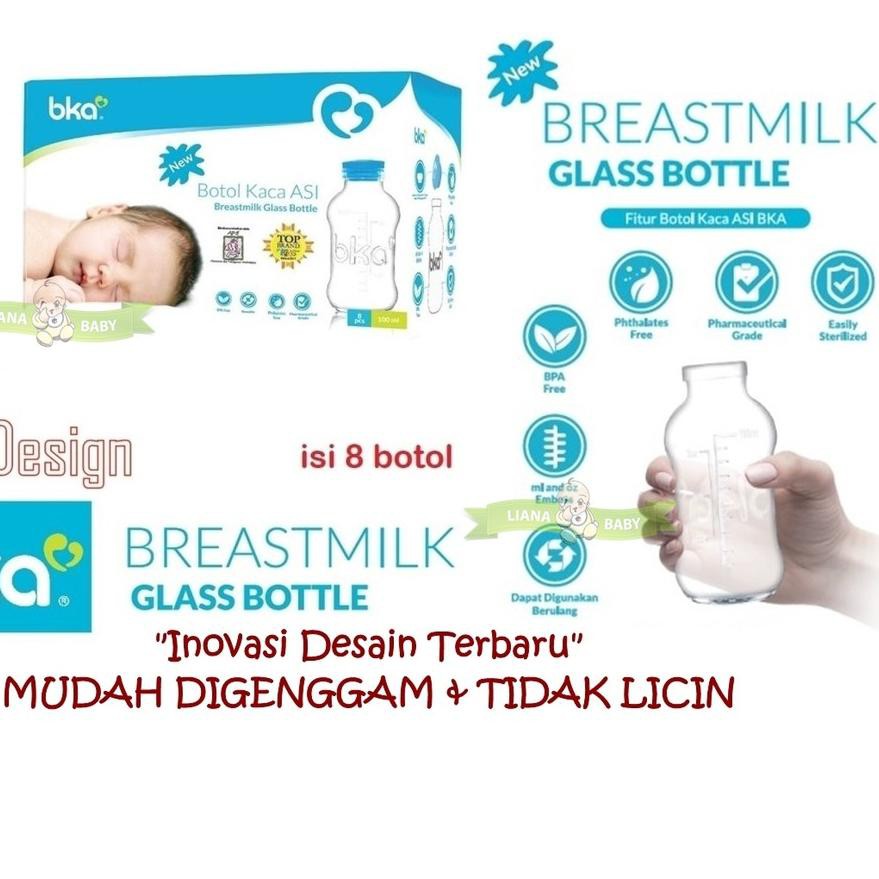 bka
New
Botol Kaca ASI
Breastmilk Glass Bottle
TOP
BRAND
bka
8
pcs
100 ml
LIANA BABY
New
BREASTMILK
GLASS BOTTLE
Fitur Botol Kaca ASI BKA
Phthalates
Free
Pharmaceutical
Grade
Easily
Sterilized
BPA
Free
ml and oz
Emboss
Dapat Digunakan
Berulang
LIANA BABY
Design
isi 8 botol
®
BREASTMILK
GLASS BOTTLE
"Inovasi Desain Terbaru"
MUDAH DIGENGGAM & TIDAK LICIN